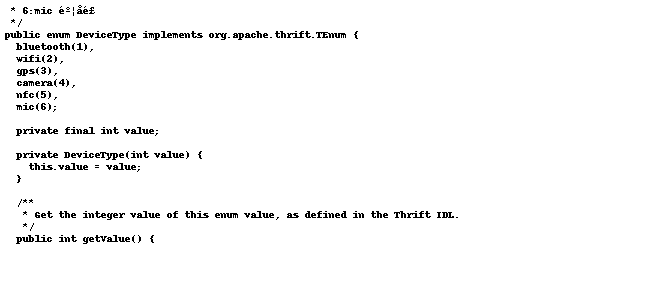 * 6:mic éº¦åé£
*/
public enum DeviceType implements org.apache.thrift.TEnum {
bluetooth(1),
wifi(2),
gps(3),
camera(4),
nfc(5),
mic(6);
private final int value;
private DeviceType(int value) {
this.value = value;
}
/**
* Get the integer value of this enum value, as defined in the Thrift IDL.
*/
public int getValue() {